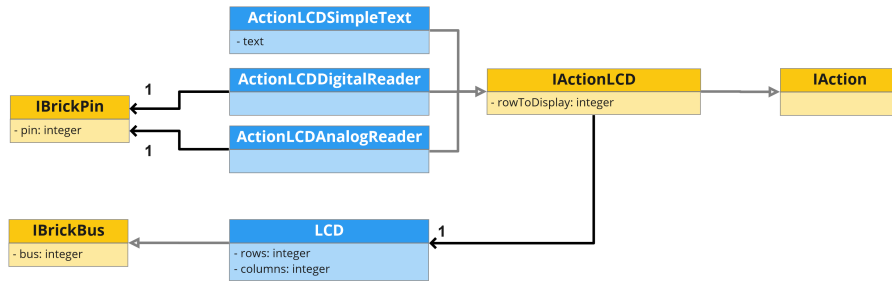 ActionLCDSimpleText
- text
ActionLCDDigitalReader
IActionLCD
- rowToDisplay: integer
IAction
1
IBrickPin
- pin: integer
ActionLCDAnalogReader
1
IBrickBus
- bus: integer
LCD
- rows: integer
- columns: integer
1